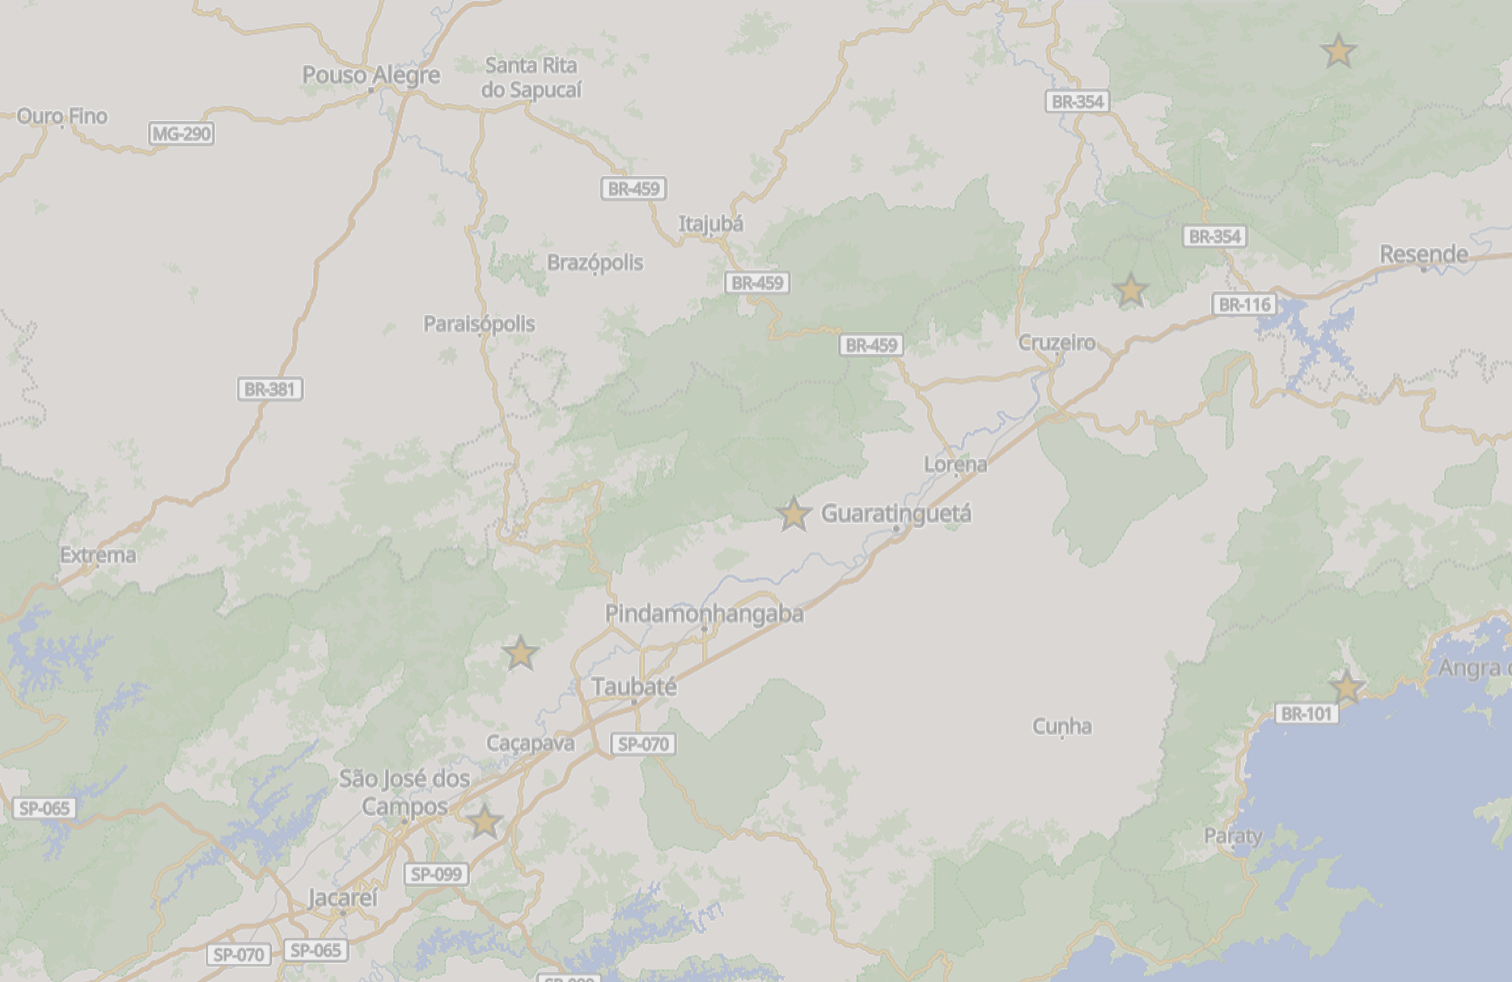 Pouso Alegre
Santa Rita
do Sapucaí
BR-354
Ouro Fino
MG-290
BR-459
Itajubá
BR-354
Resende
Brazópolis
BR-459
BR-116
Paraisópolis
BR-459
Cruzeiro
BR-381
Lorena
Guaratinguetá
Extrema
Pindamonhangaba
Angra
Taubaté
BR-101
Cunha
Caçapava
SP-070
São José dos
Campos
SP-065
Paraty
SP-099
Jacareí
SP-070
SP-065